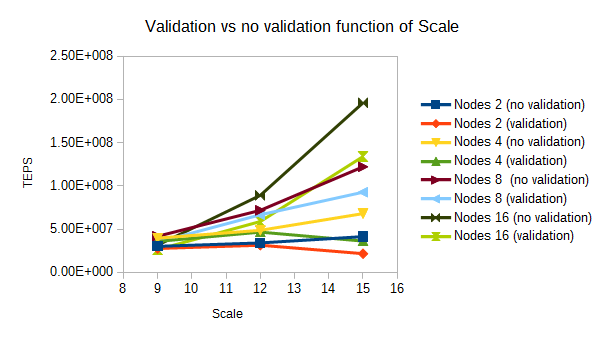 Validation vs no validation function of Scale
2.50E+008
2.00E+008
1.50E+008
1.00E+008
5.00E+007
0.00E+000
TEPS
8 9 10 11 12 13 14 15 16
Scale
Nodes 2 (no validation)
Nodes 2 (validation)
Nodes 4 (no validation)
Nodes 4 (validation)
Nodes 8  (no validation)
Nodes 8 (validation)
Nodes 16 (no validation)
Nodes 16 (validation)